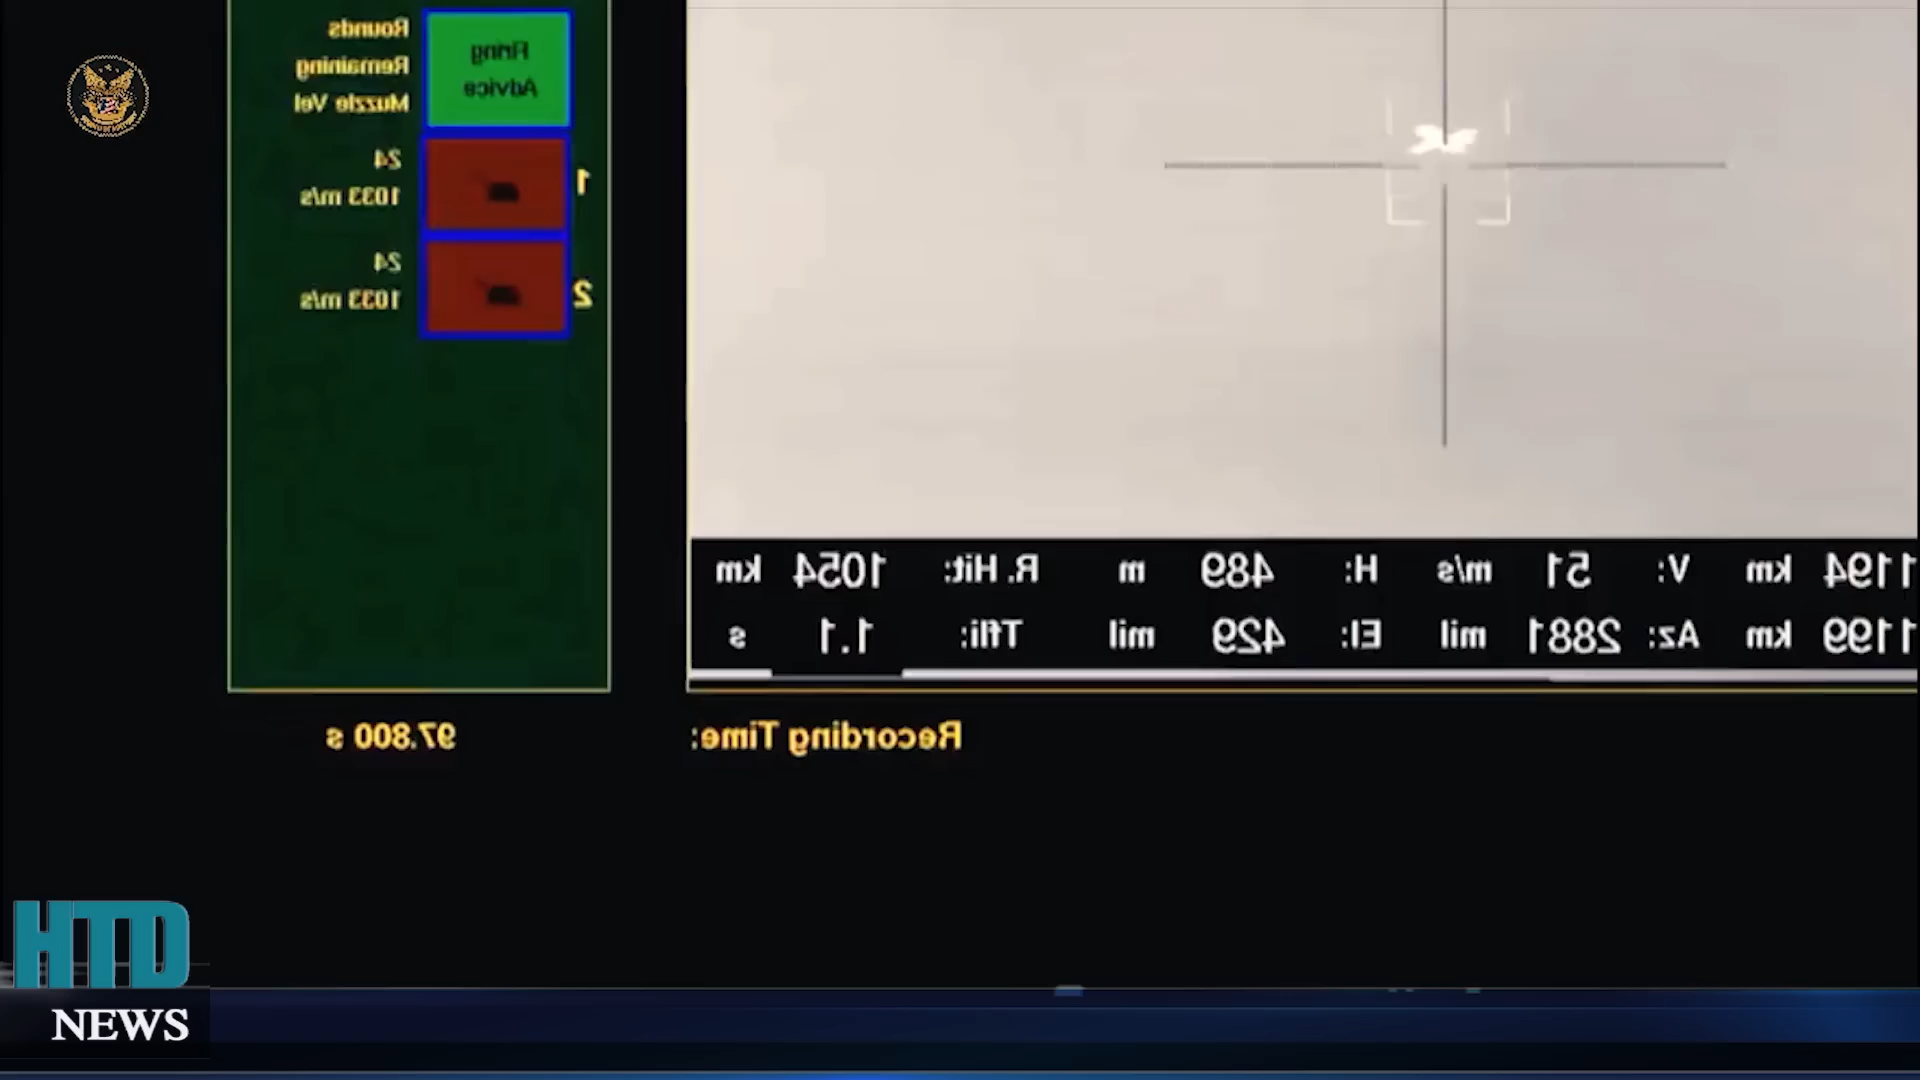 Rounds
Remaining
Muzzle Vel
Firing
Advice
24
1033 m/s
1
24
1033 m/s
2
1194 km V: 51 m/s H: 489 m R. Hit: 1054 km
1199 km Az: 2881 mil El: 429 mil Tfli: 1.1 s
Recording Time: 97.800 s
HTD
NEWS